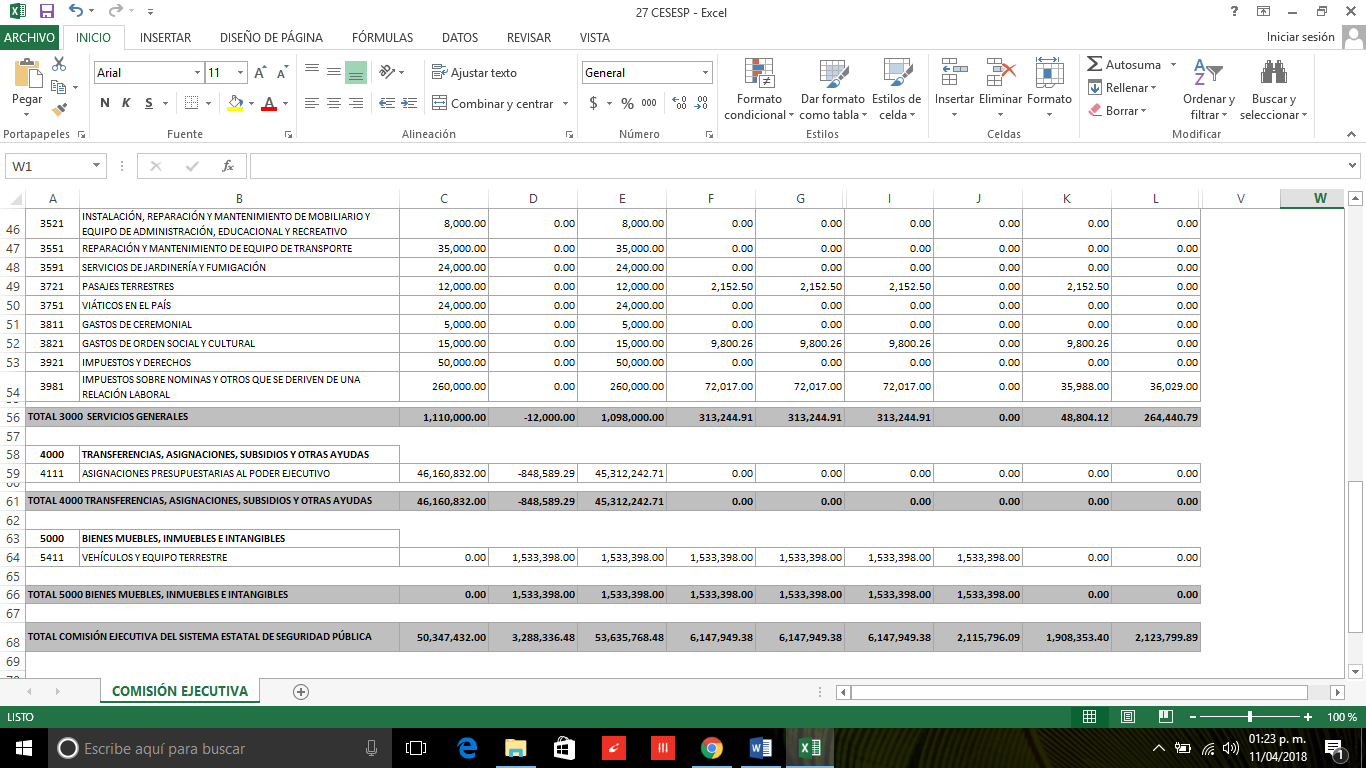 27 CESESP - Excel
ARCHIVO INICIO INSERTAR DISEÑO DE PÁGINA FÓRMULAS DATOS REVISAR VISTA Iniciar sesión
Pegar
Portapapeles
Arial 11
N K S
Fuente
Ajustar texto
Combinar y centrar
Alineación
General
$ % 000
Número
Formato condicional
Dar formato como tabla
Estilos de celda
Estilos
Insertar Eliminar Formato
Celdas
Autosuma
Rellenar
Borrar
Ordenar y filtrar
Buscar y seleccionar
Modificar
W1
fx
A B C D E F G I J K L V W
46 3521 INSTALACIÓN, REPARACIÓN Y MANTENIMIENTO DE MOBILIARIO Y
EQUIPO DE ADMINISTRACIÓN, EDUCACIONAL Y RECREATIVO 8,000.00 0.00 8,000.00 0.00 0.00 0.00 0.00 0.00 0.00
47 3551 REPARACIÓN Y MANTENIMIENTO DE EQUIPO DE TRANSPORTE 35,000.00 0.00 35,000.00 0.00 0.00 0.00 0.00 0.00 0.00
48 3591 SERVICIOS DE JARDINERÍA Y FUMIGACIÓN 24,000.00 0.00 24,000.00 0.00 0.00 0.00 0.00 0.00 0.00
49 3721 PASAJES TERRESTRES 12,000.00 0.00 12,000.00 2,152.50 2,152.50 2,152.50 0.00 2,152.50 0.00
50 3751 VIÁTICOS EN EL PAÍS 24,000.00 0.00 24,000.00 0.00 0.00 0.00 0.00 0.00 0.00
51 3811 GASTOS DE CEREMONIAL 5,000.00 0.00 5,000.00 0.00 0.00 0.00 0.00 0.00 0.00
52 3821 GASTOS DE ORDEN SOCIAL Y CULTURAL 15,000.00 0.00 15,000.00 9,800.26 9,800.26 9,800.26 0.00 9,800.26 0.00
53 3921 IMPUESTOS Y DERECHOS 50,000.00 0.00 50,000.00 0.00 0.00 0.00 0.00 0.00 0.00
54 3981 IMPUESTOS SOBRE NOMINAS Y OTROS QUE SE DERIVEN DE UNA
RELACIÓN LABORAL 260,000.00 0.00 260,000.00 72,017.00 72,017.00 72,017.00 0.00 35,988.00 36,029.00
56 TOTAL 3000 SERVICIOS GENERALES 1,110,000.00 -12,000.00 1,098,000.00 313,244.91 313,244.91 313,244.91 0.00 48,804.12 264,440.79
57
58 4000 TRANSFERENCIAS, ASIGNACIONES, SUBSIDIOS Y OTRAS AYUDAS
59 4111 ASIGNACIONES PRESUPUESTARIAS AL PODER EJECUTIVO 46,160,832.00 -848,589.29 45,312,242.71 0.00 0.00 0.00 0.00 0.00 0.00
61 TOTAL 4000 TRANSFERENCIAS, ASIGNACIONES, SUBSIDIOS Y OTRAS AYUDAS 46,160,832.00 -848,589.29 45,312,242.71 0.00 0.00 0.00 0.00 0.00 0.00
62
63 5000 BIENES MUEBLES, INMUEBLES E INTANGIBLES
64 5411 VEHÍCULOS Y EQUIPO TERRESTRE 0.00 1,533,398.00 1,533,398.00 1,533,398.00 1,533,398.00 1,533,398.00 1,533,398.00 0.00 0.00
65
66 TOTAL 5000 BIENES MUEBLES, INMUEBLES E INTANGIBLES 0.00 1,533,398.00 1,533,398.00 1,533,398.00 1,533,398.00 1,533,398.00 1,533,398.00 0.00 0.00
67
68 TOTAL COMISIÓN EJECUTIVA DEL SISTEMA ESTATAL DE SEGURIDAD PÚBLICA 50,347,432.00 3,288,336.48 53,635,768.48 6,147,949.38 6,147,949.38 6,147,949.38 2,115,796.09 1,908,353.40 2,123,799.89
69
COMISIÓN EJECUTIVA
LISTO 100 %
Escribe aquí para buscar
01:23 p. m.
11/04/2018
1